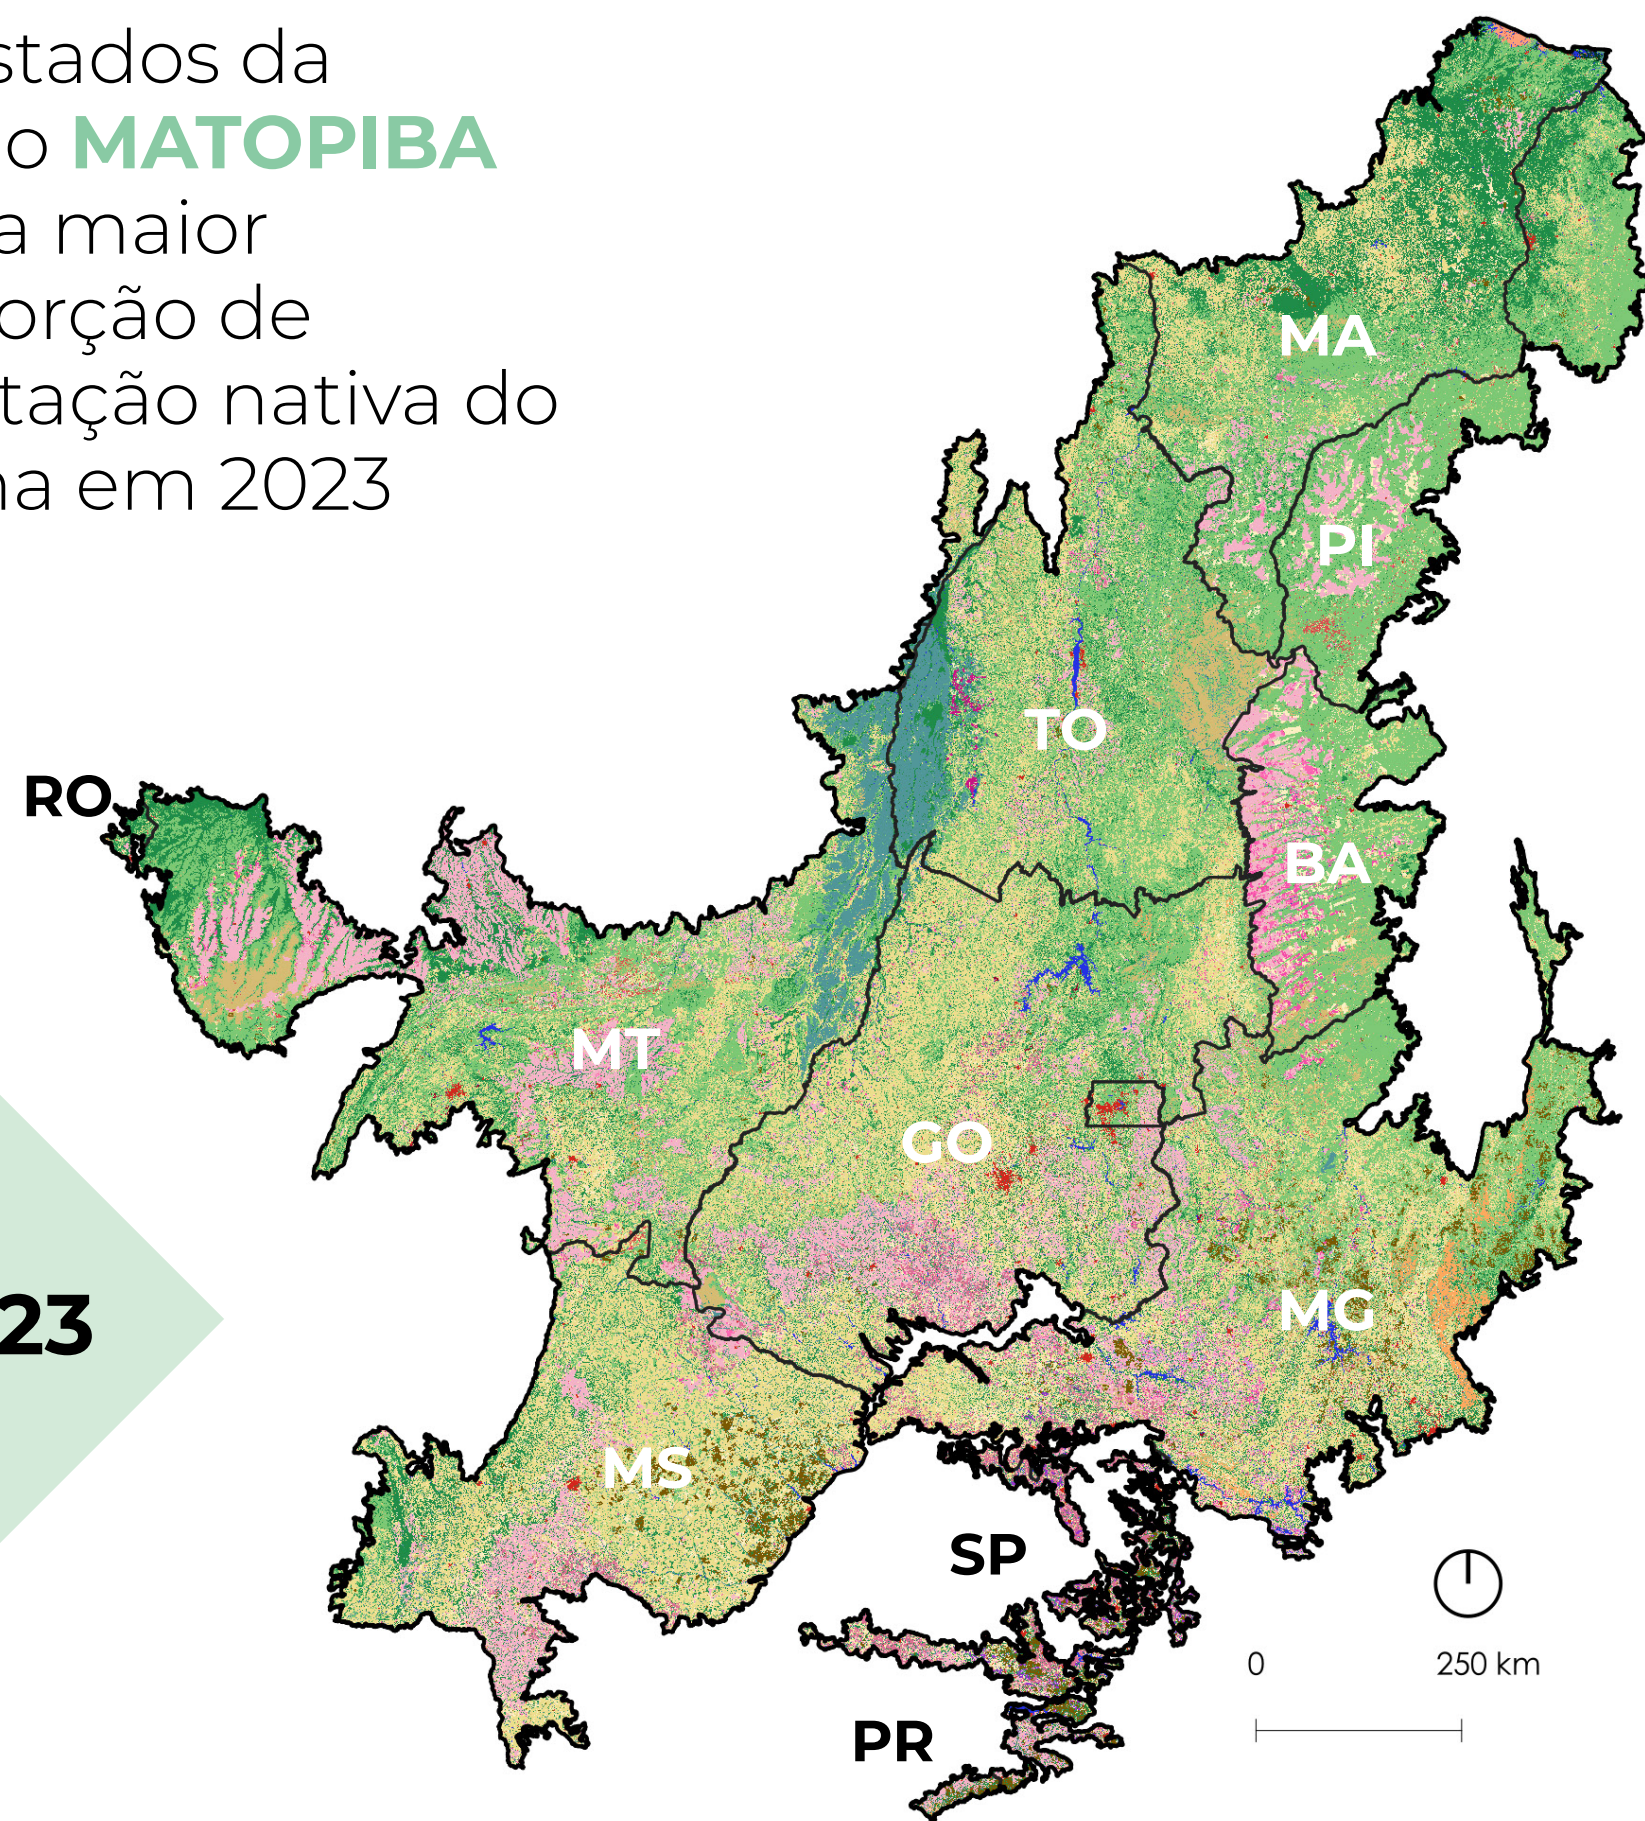 stados da
o MATOPIBA
a maior
orção de
tação nativa do
na em 2023
MA
PI
TO
RO
BA
MT
GO
23
MG
MS
SP
0 250 km
PR